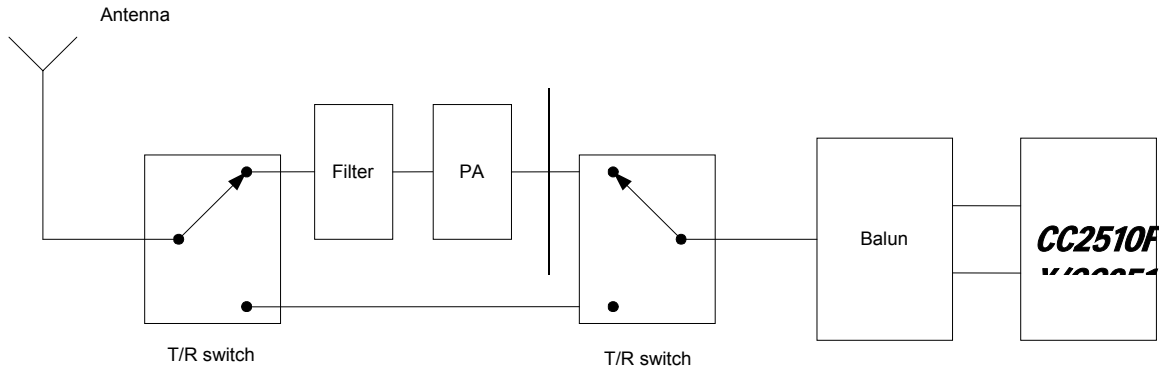 Antenna
Filter
PA
Balun
CC2510F
T/R switch
T/R switch